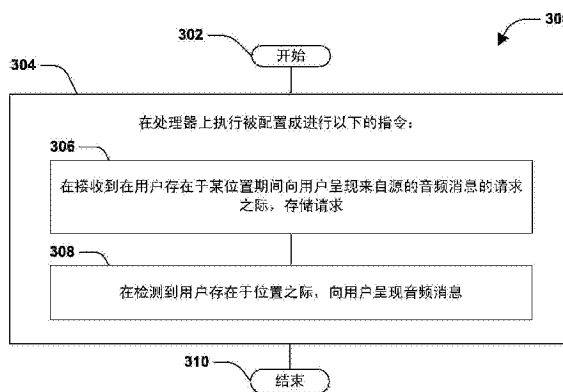 302
开始
304
在处理器上执行被配置成进行以下的指令：
306
在接收到在用户存在于某位置期间向用户呈现来自源的音频消息的请求
之际，存储请求
308
在检测到用户存在于位置之际，向用户呈现音频消息
310
结束